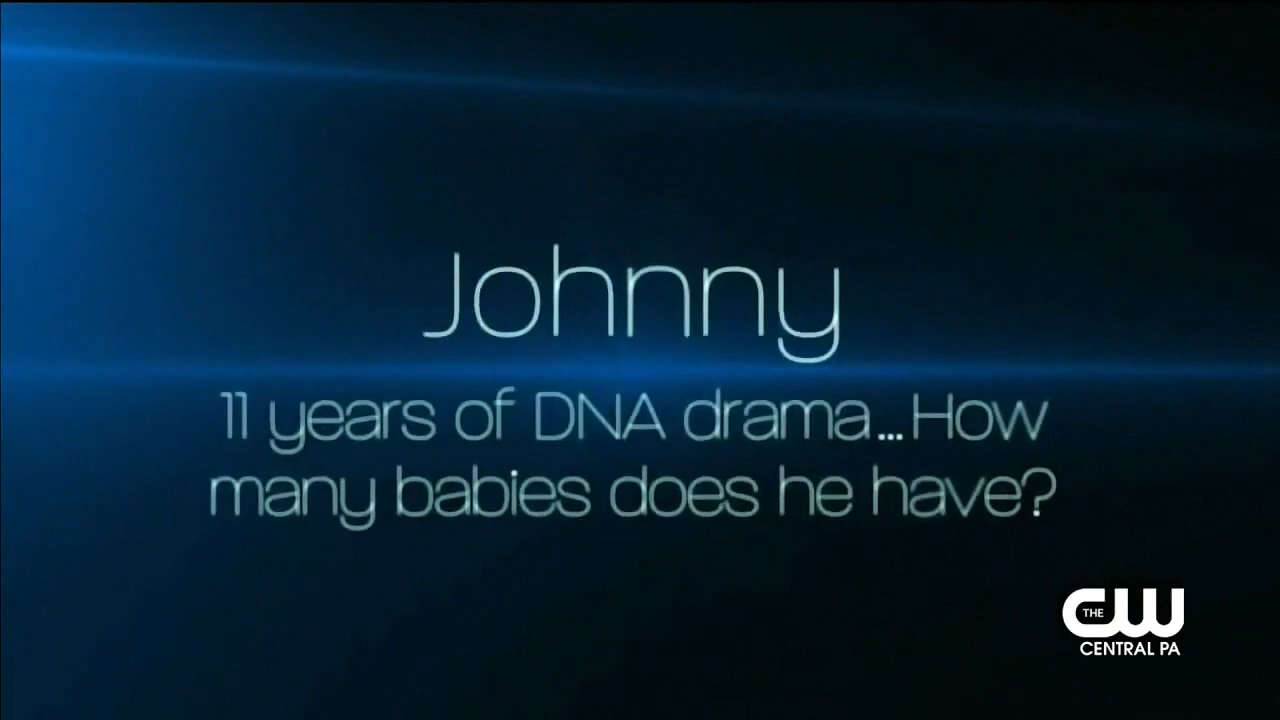 Johnny
11 years of DNA drama...How
many babies does he have?
THE CW
CENTRAL PA